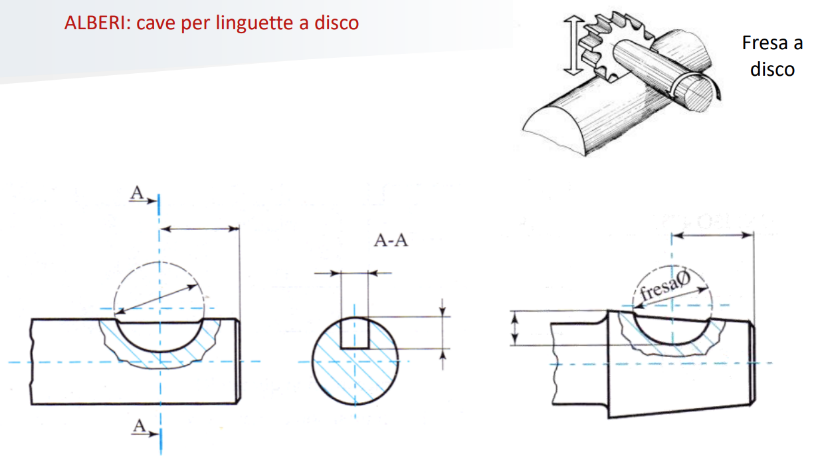 ALBERI: cave per linguette a disco
Fresa a
disco
A
A-A
fresaØ
A